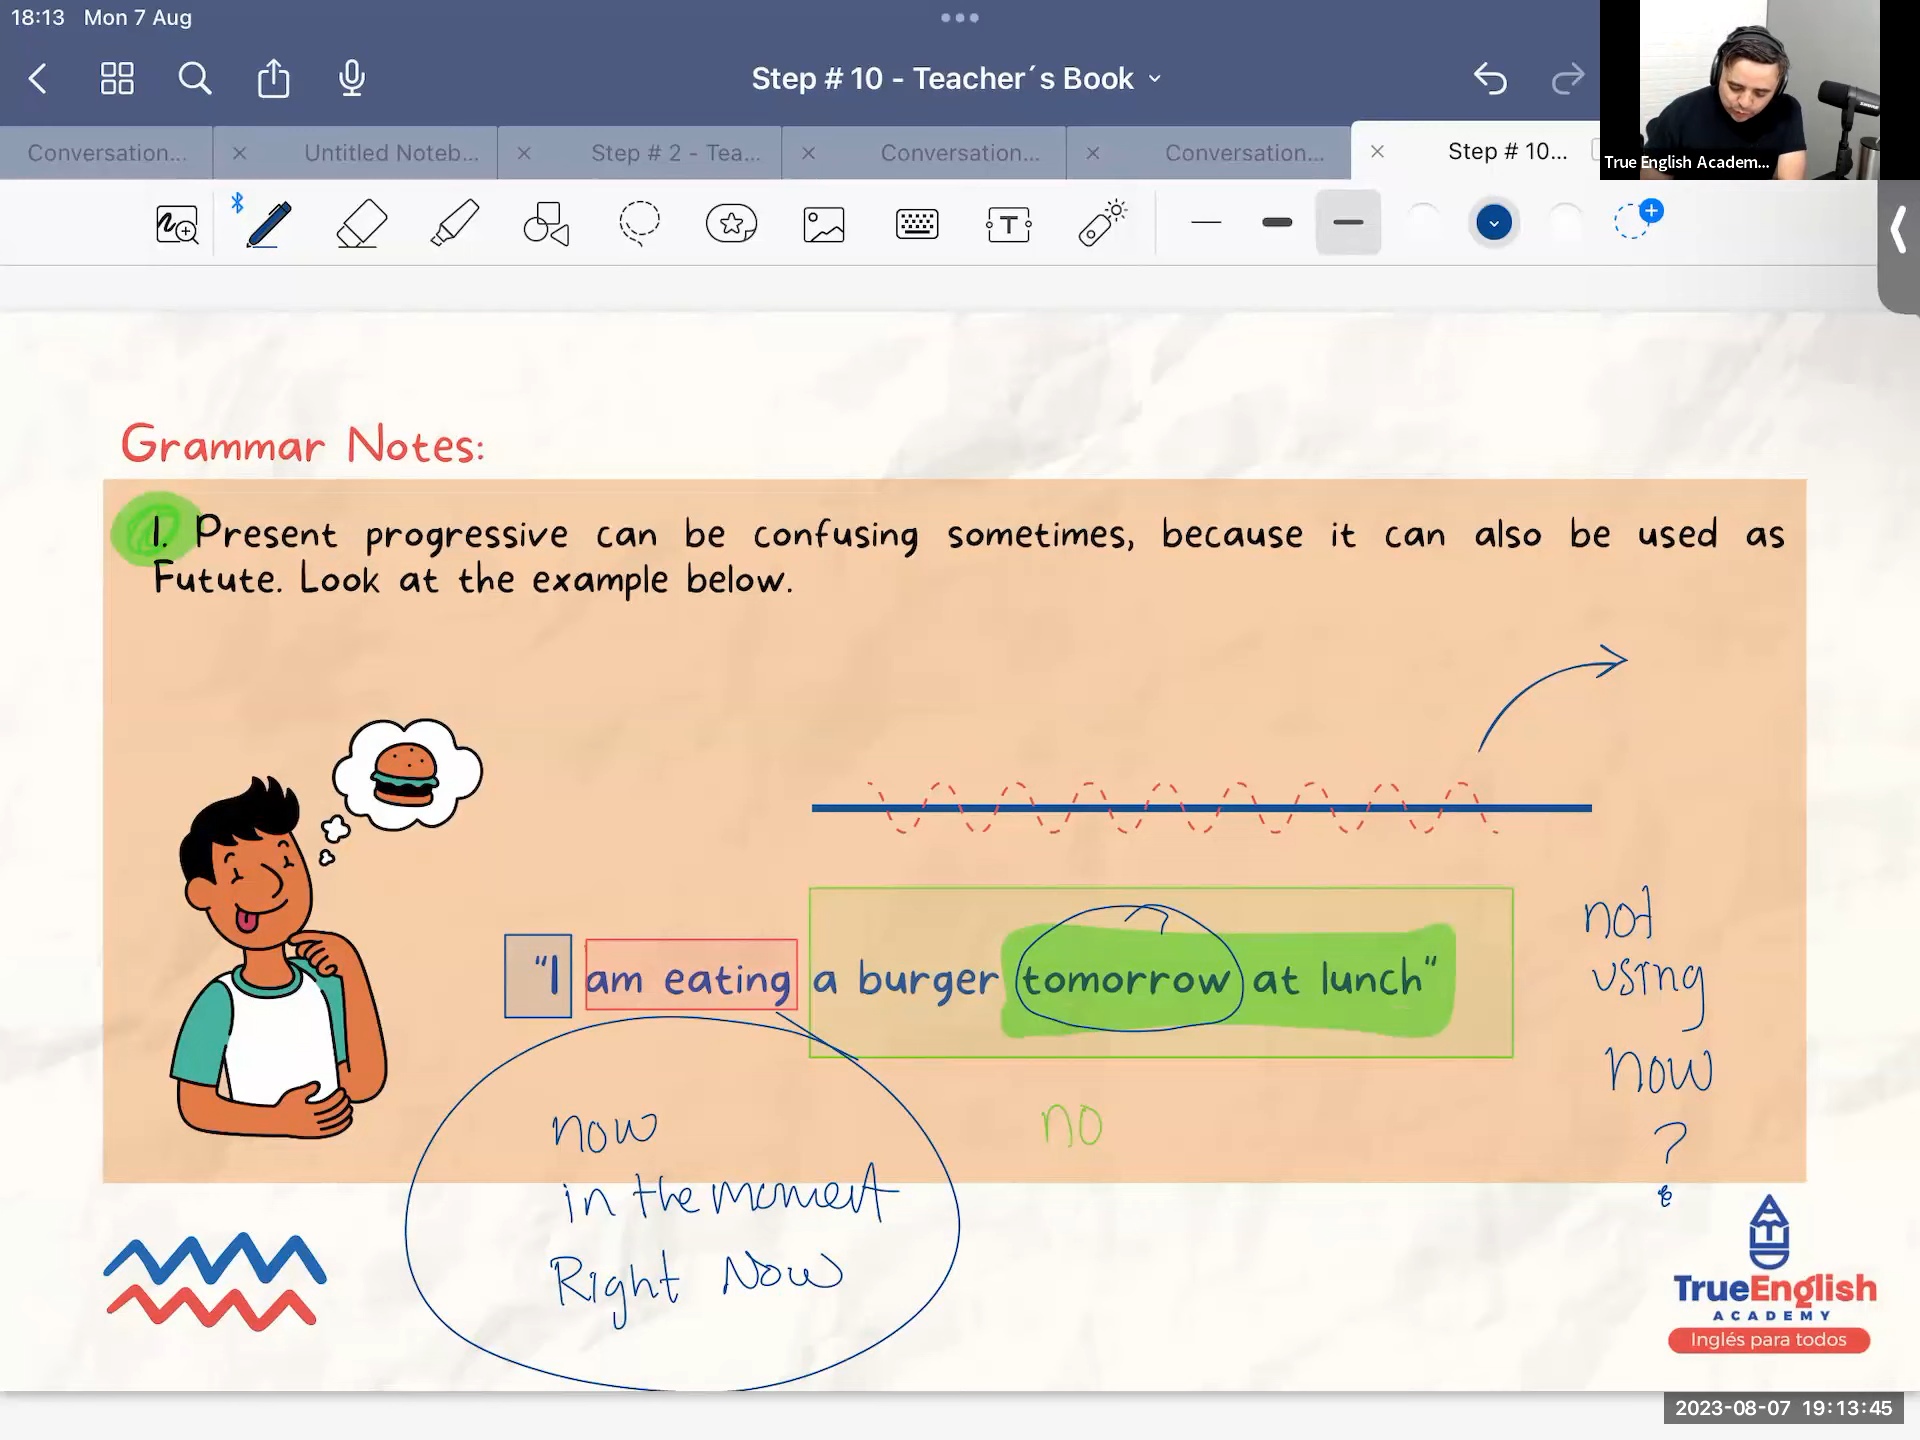 18:13 Mon 7 Aug
Step # 10 - Teacher´s Book
Conversation...
Untitled Noteb...
Step # 2 - Tea...
Conversation...
Conversation...
Step # 10...
True English Academ...
T
Grammar Notes:
1. Present progressive can be confusing sometimes, because it can also be used as
Futute. Look at the example below.
"I am eating a burger tomorrow at lunch"
not
using
now
?
no
now
in the moment
Right Now
TrueEnglish
ACADEMY
Inglés para todos
2023-08-07 19:13:45